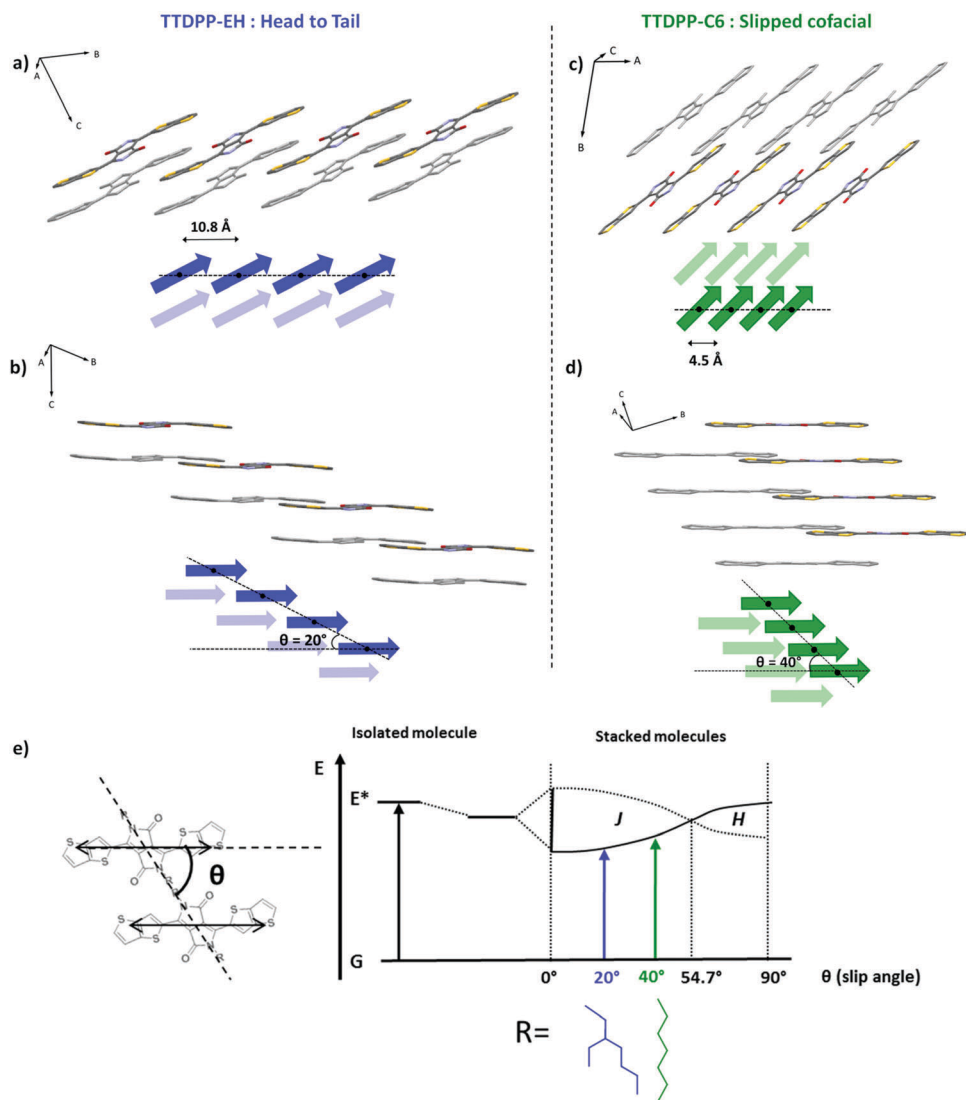 TTDPP-EH : Head to Tail
TTDPP-C6 : Slipped cofacial
a)
A
B
C
10.8 Å
c)
C
A
B
4.5 Å
b)
A
B
C
θ = 20°
d)
C
A
B
θ = 40°
e)
R
N
O
S
S
S
S
O
N
R
θ
R
N
O
S
S
S
S
O
N
R
Isolated molecule
Stacked molecules
E
E*
J
H
G
0°
20°
40°
54.7°
90°
θ (slip angle)
R=